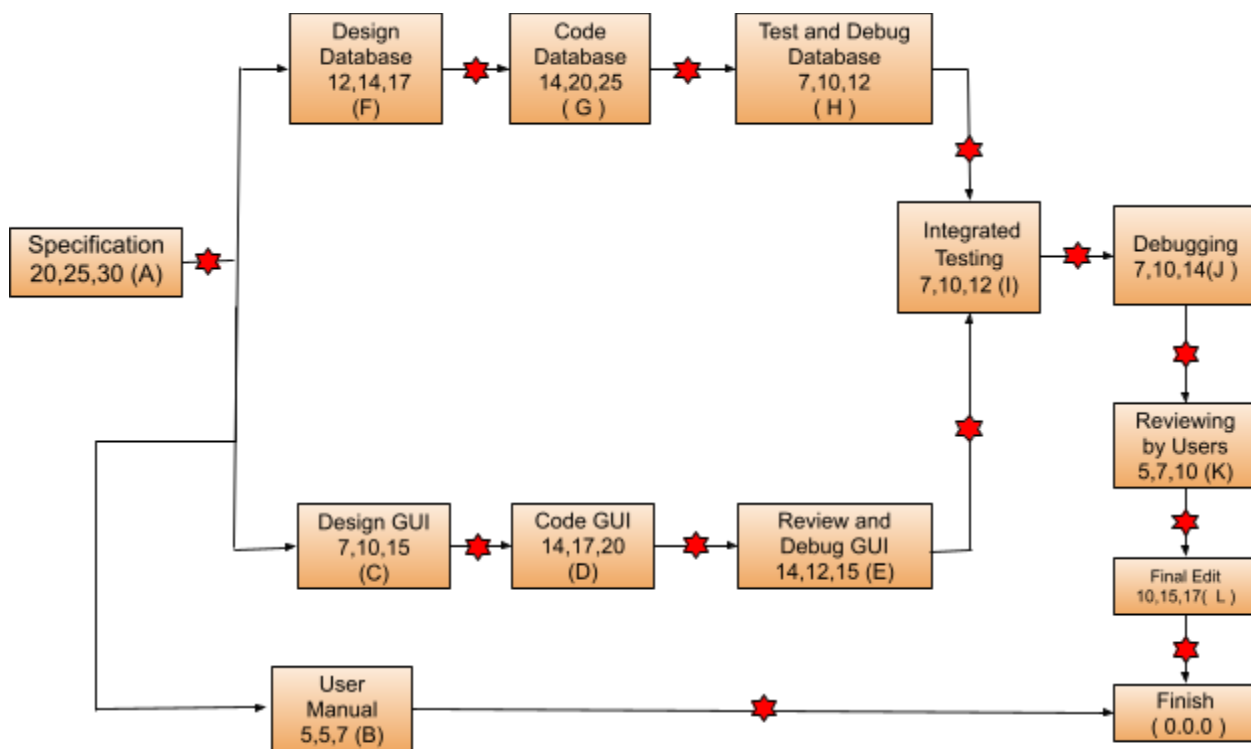 Design
Database
12,14,17
(F)
Code
Database
14,20,25
( G )
Test and Debug
Database
7,10,12
( H )
Specification
20,25,30 (A)
Integrated
Testing
7,10,12 (I)
Debugging
7,10,14(J )
Reviewing
by Users
5,7,10 (K)
Design GUI
7,10,15
(C)
Code GUI
14,17,20
(D)
Review and
Debug GUI
14,12,15 (E)
Final Edit
10,15,17( L )
User
Manual
5,5,7 (B)
Finish
( 0.0.0 )